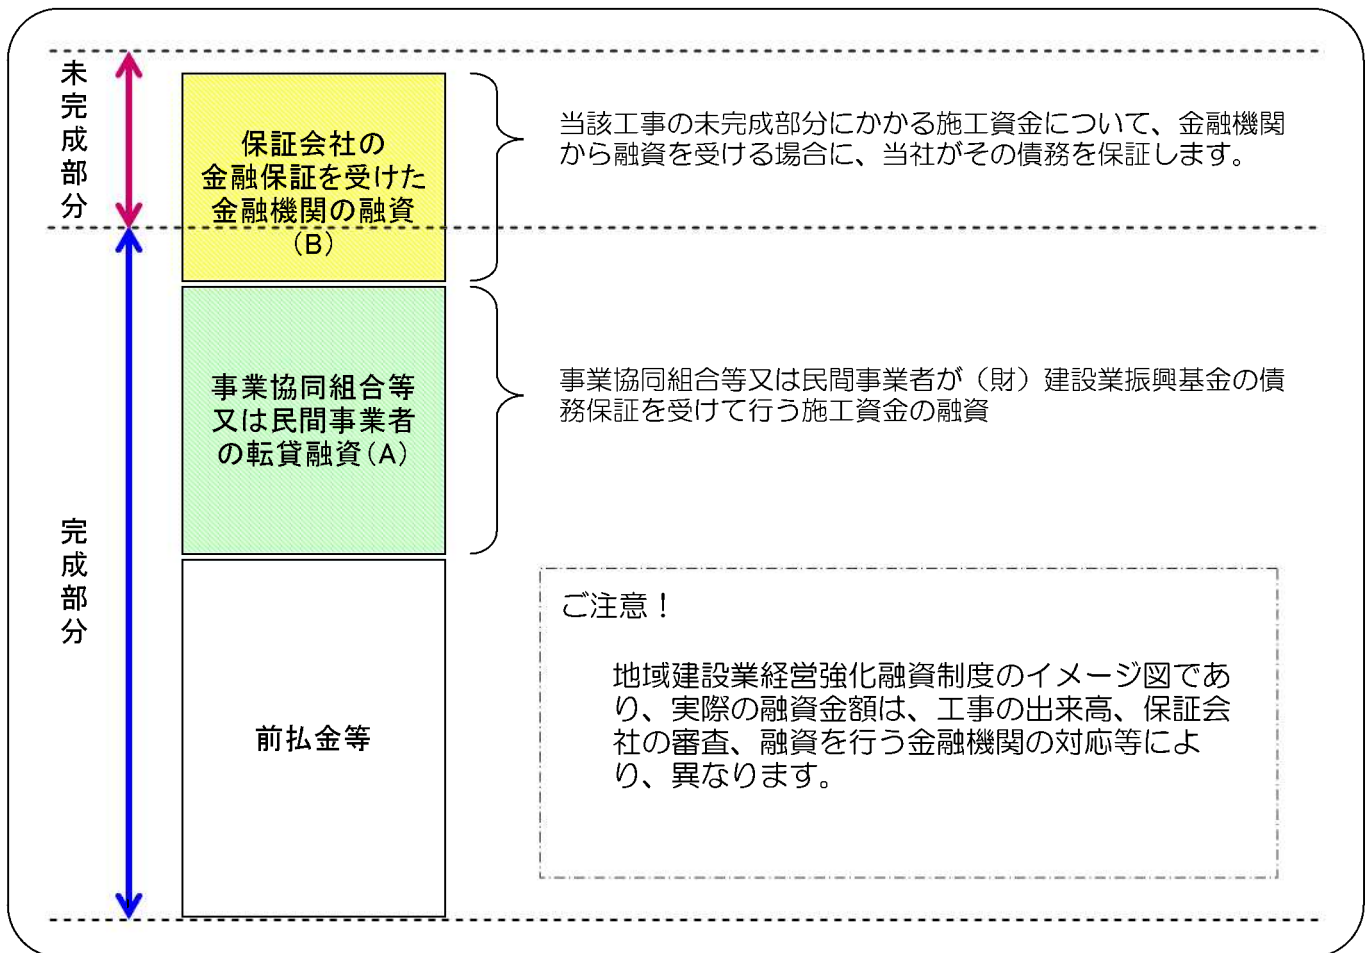 未完成部分
保証会社の
金融保証を受けた
金融機関の融資
（B）
当該工事の未完成部分にかかる施工資金について、金融機関
から融資を受ける場合に、当社がその債務を保証します。
事業協同組合等
又は民間事業者
の転貸融資（A）
事業協同組合等又は民間事業者が（財）建設業振興基金の債
務保証を受けて行う施工資金の融資
完成部分
前払金等
ご注意！
地域建設業経営強化融資制度のイメージ図であ
り、実際の融資金額は、工事の出来高、保証会
社の審査、融資を行う金融機関の対応等によ
り、異なります。